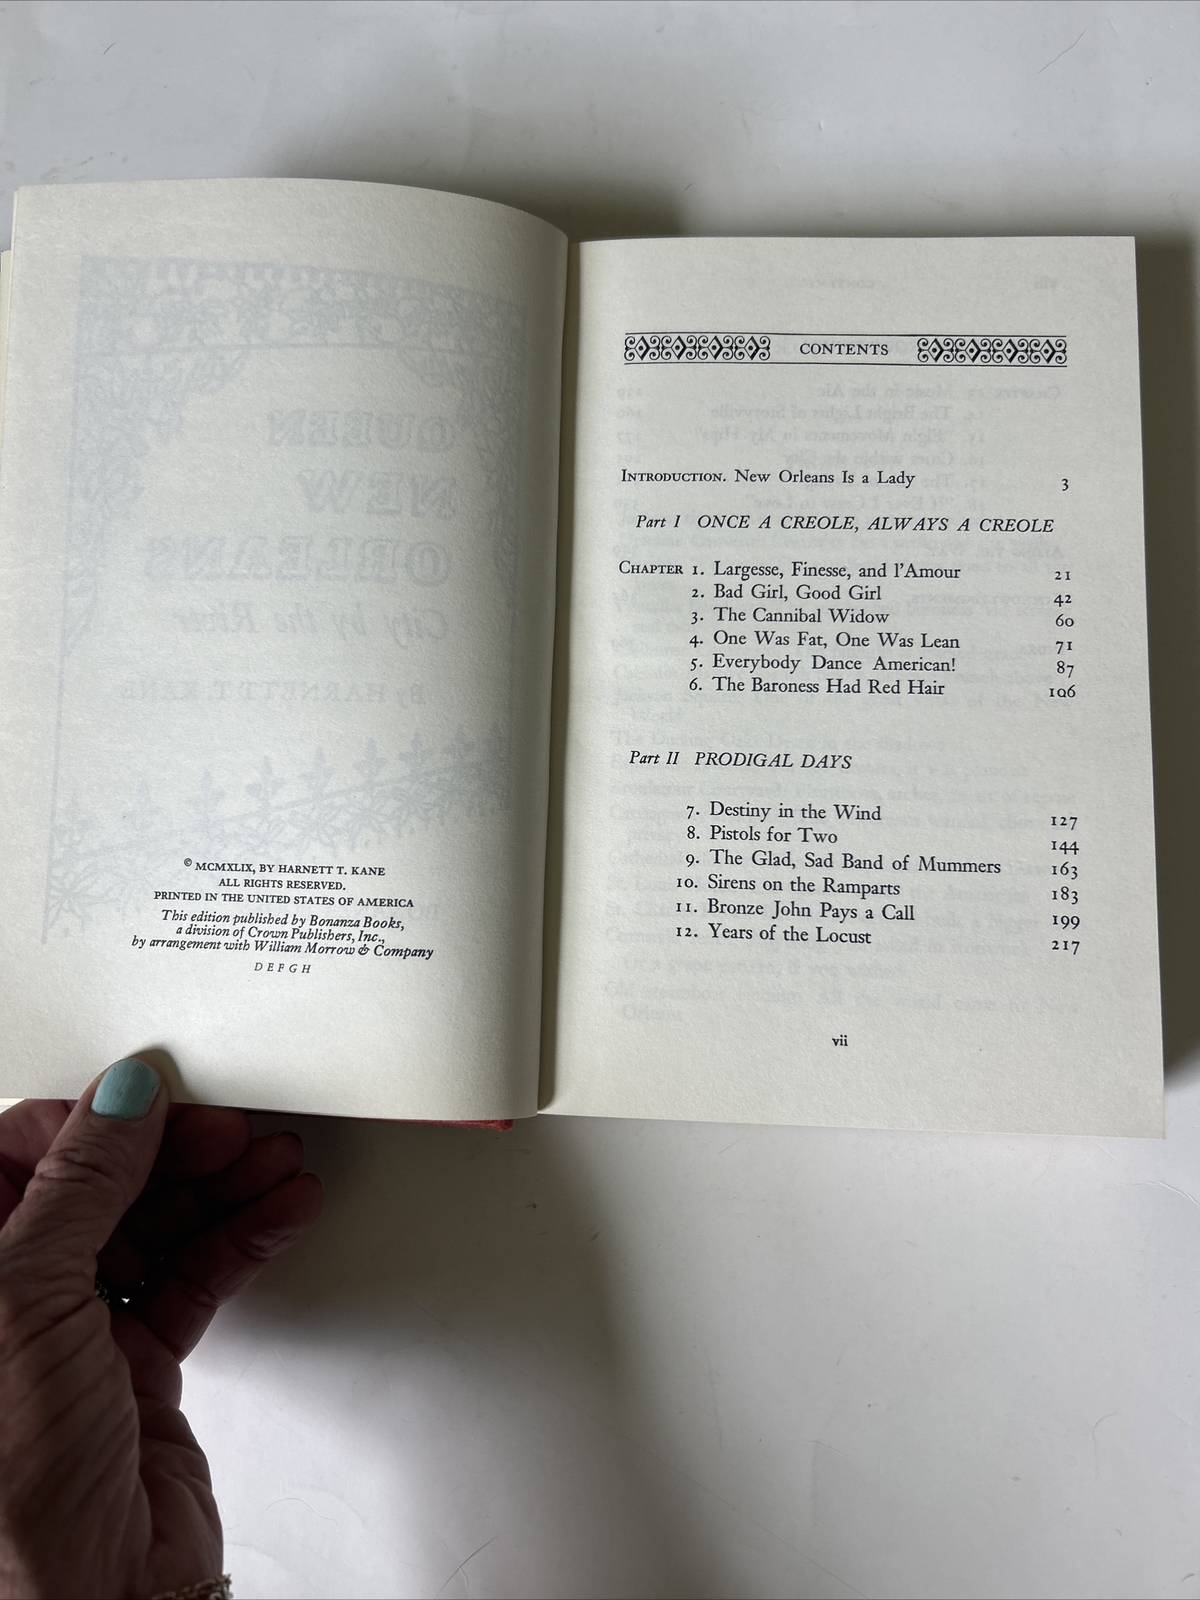 © MCMXLIX, BY HARNETT T. KANE
ALL RIGHTS RESERVED.
PRINTED IN THE UNITED STATES OF AMERICA
This edition published by Bonanza Books,
a division of Crown Publishers, Inc.,
by arrangement with William Morrow & Company
D E F G H
CONTENTS
INTRODUCTION. New Orleans Is a Lady 3
Part I ONCE A CREOLE, ALWAYS A CREOLE
CHAPTER 1. Largesse, Finesse, and l'Amour 21
2. Bad Girl, Good Girl 42
3. The Cannibal Widow 60
4. One Was Fat, One Was Lean 71
5. Everybody Dance American! 87
6. The Baroness Had Red Hair 106
Part II PRODIGAL DAYS
7. Destiny in the Wind 127
8. Pistols for Two 144
9. The Glad, Sad Band of Mummers 163
10. Sirens on the Ramparts 183
11. Bronze John Pays a Call 199
12. Years of the Locust 217
vii